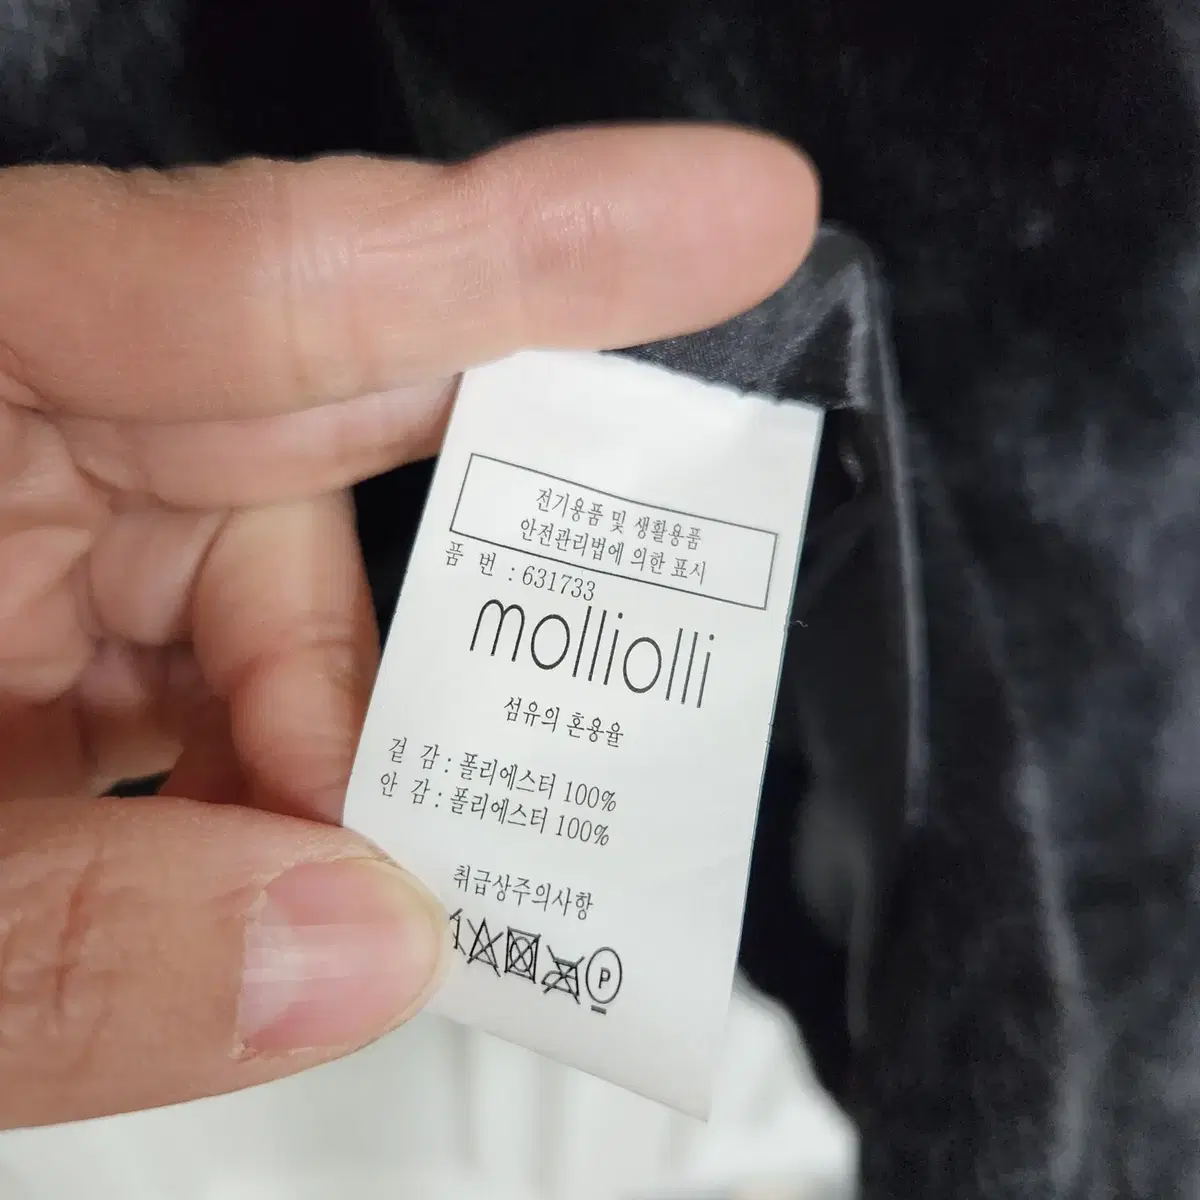 전기용품 및 생활용품
안전관리법에 의한 표시
품 번 : 631733
molliolli
섬유의 혼용율
겉 감 : 폴리에스터 100%
안 감 : 폴리에스터 100%
취급상주의사항
P